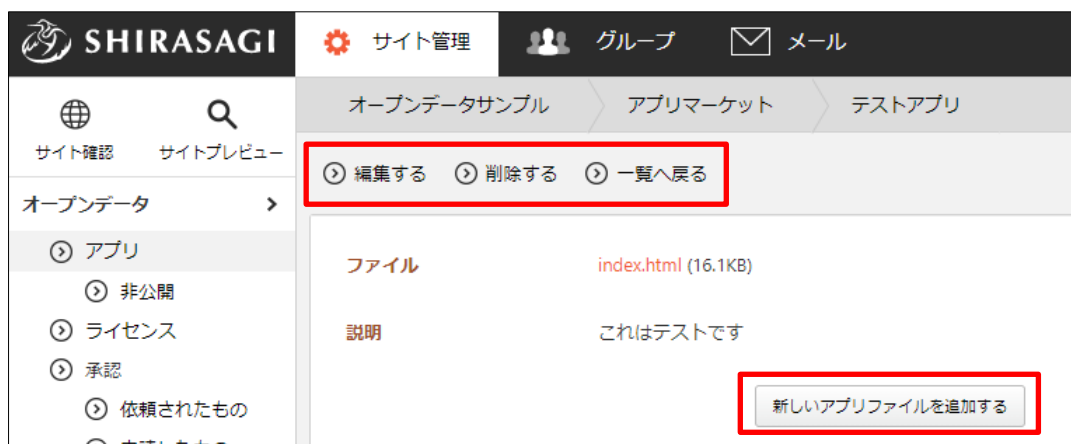 SHIRASAGI
サイト管理 グループ メール
サイト確認 サイトプレビュー
オープンデータ
アプリ
非公開
ライセンス
承認
依頼されたもの
オープンデータサンプル アプリマーケット テストアプリ
編集する 削除する 一覧へ戻る
ファイル index.html (16.1KB)
説明 これはテストです
新しいアプリファイルを追加する